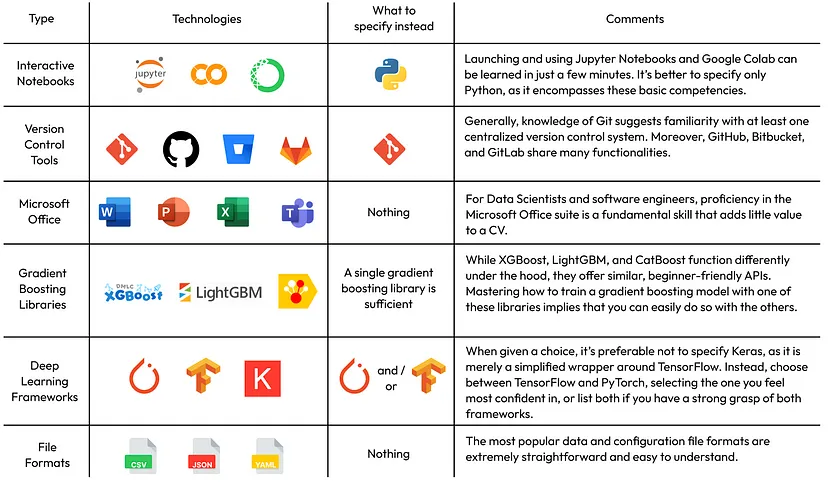 Type
Technologies
What to
specify instead
Comments
Interactive
Notebooks
jupyter
CO
Launching and using Jupyter Notebooks and Google Colab can
be learned in just a few minutes. It's better to specify only
Python, as it encompasses these basic competencies.
Version
Control
Tools
Generally, knowledge of Git suggests familiarity with at least one
centralized version control system. Moreover, GitHub, Bitbucket,
and GitLab share many functionalities.
Microsoft
Office
W
P
X
T
Nothing
For Data Scientists and software engineers, proficiency in the
Microsoft Office suite is a fundamental skill that adds little value
to a CV.
Gradient
Boosting
Libraries
DMLC
XGBoost
LightGBM
A single gradient
boosting library is
sufficient
While XGBoost, LightGBM, and CatBoost function differently
under the hood, they offer similar, beginner-friendly APIs.
Mastering how to train a gradient boosting model with one of
these libraries implies that you can easily do so with the others.
Deep
Learning
Frameworks
K
and /
or
When given a choice, it's preferable not to specify Keras, as it is
merely a simplified wrapper around TensorFlow. Instead, choose
between TensorFlow and PyTorch, selecting the one you feel
most confident in, or list both if you have a strong grasp of both
frameworks.
File
Formats
CSV
JSON
YAML
Nothing
The most popular data and configuration file formats are
extremely straightforward and easy to understand.